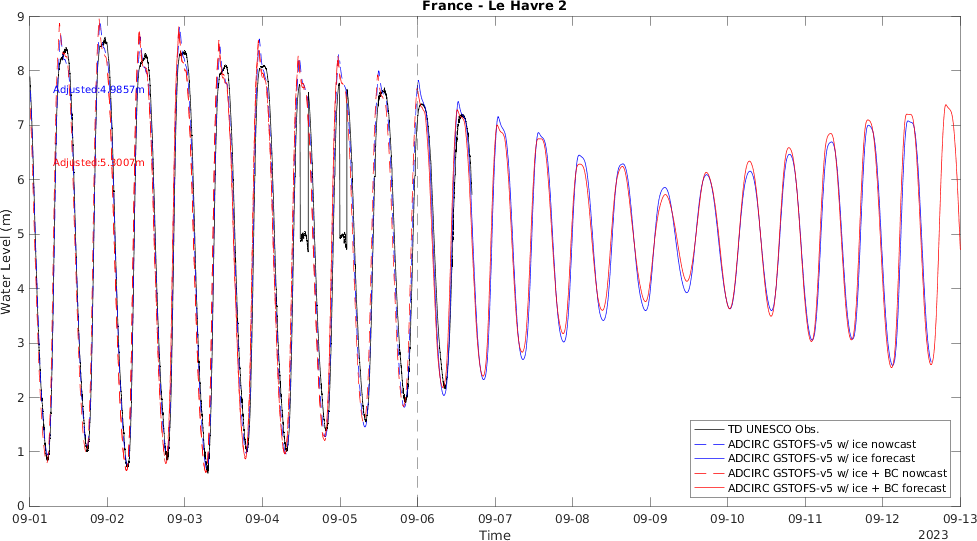 France - Le Havre 2
9
8
7
6
5
4
3
2
1
0
Water Level (m)
Adjusted:4.9857m
Adjusted:5.3007m
TD UNESCO Obs.
ADCIRC GSTOFS-v5 w/ ice nowcast
ADCIRC GSTOFS-v5 w/ ice forecast
ADCIRC GSTOFS-v5 w/ ice + BC nowcast
ADCIRC GSTOFS-v5 w/ ice + BC forecast
09-01 09-02 09-03 09-04 09-05 09-06 09-07 09-08 09-09 09-10 09-11 09-12 09-13
Time
2023